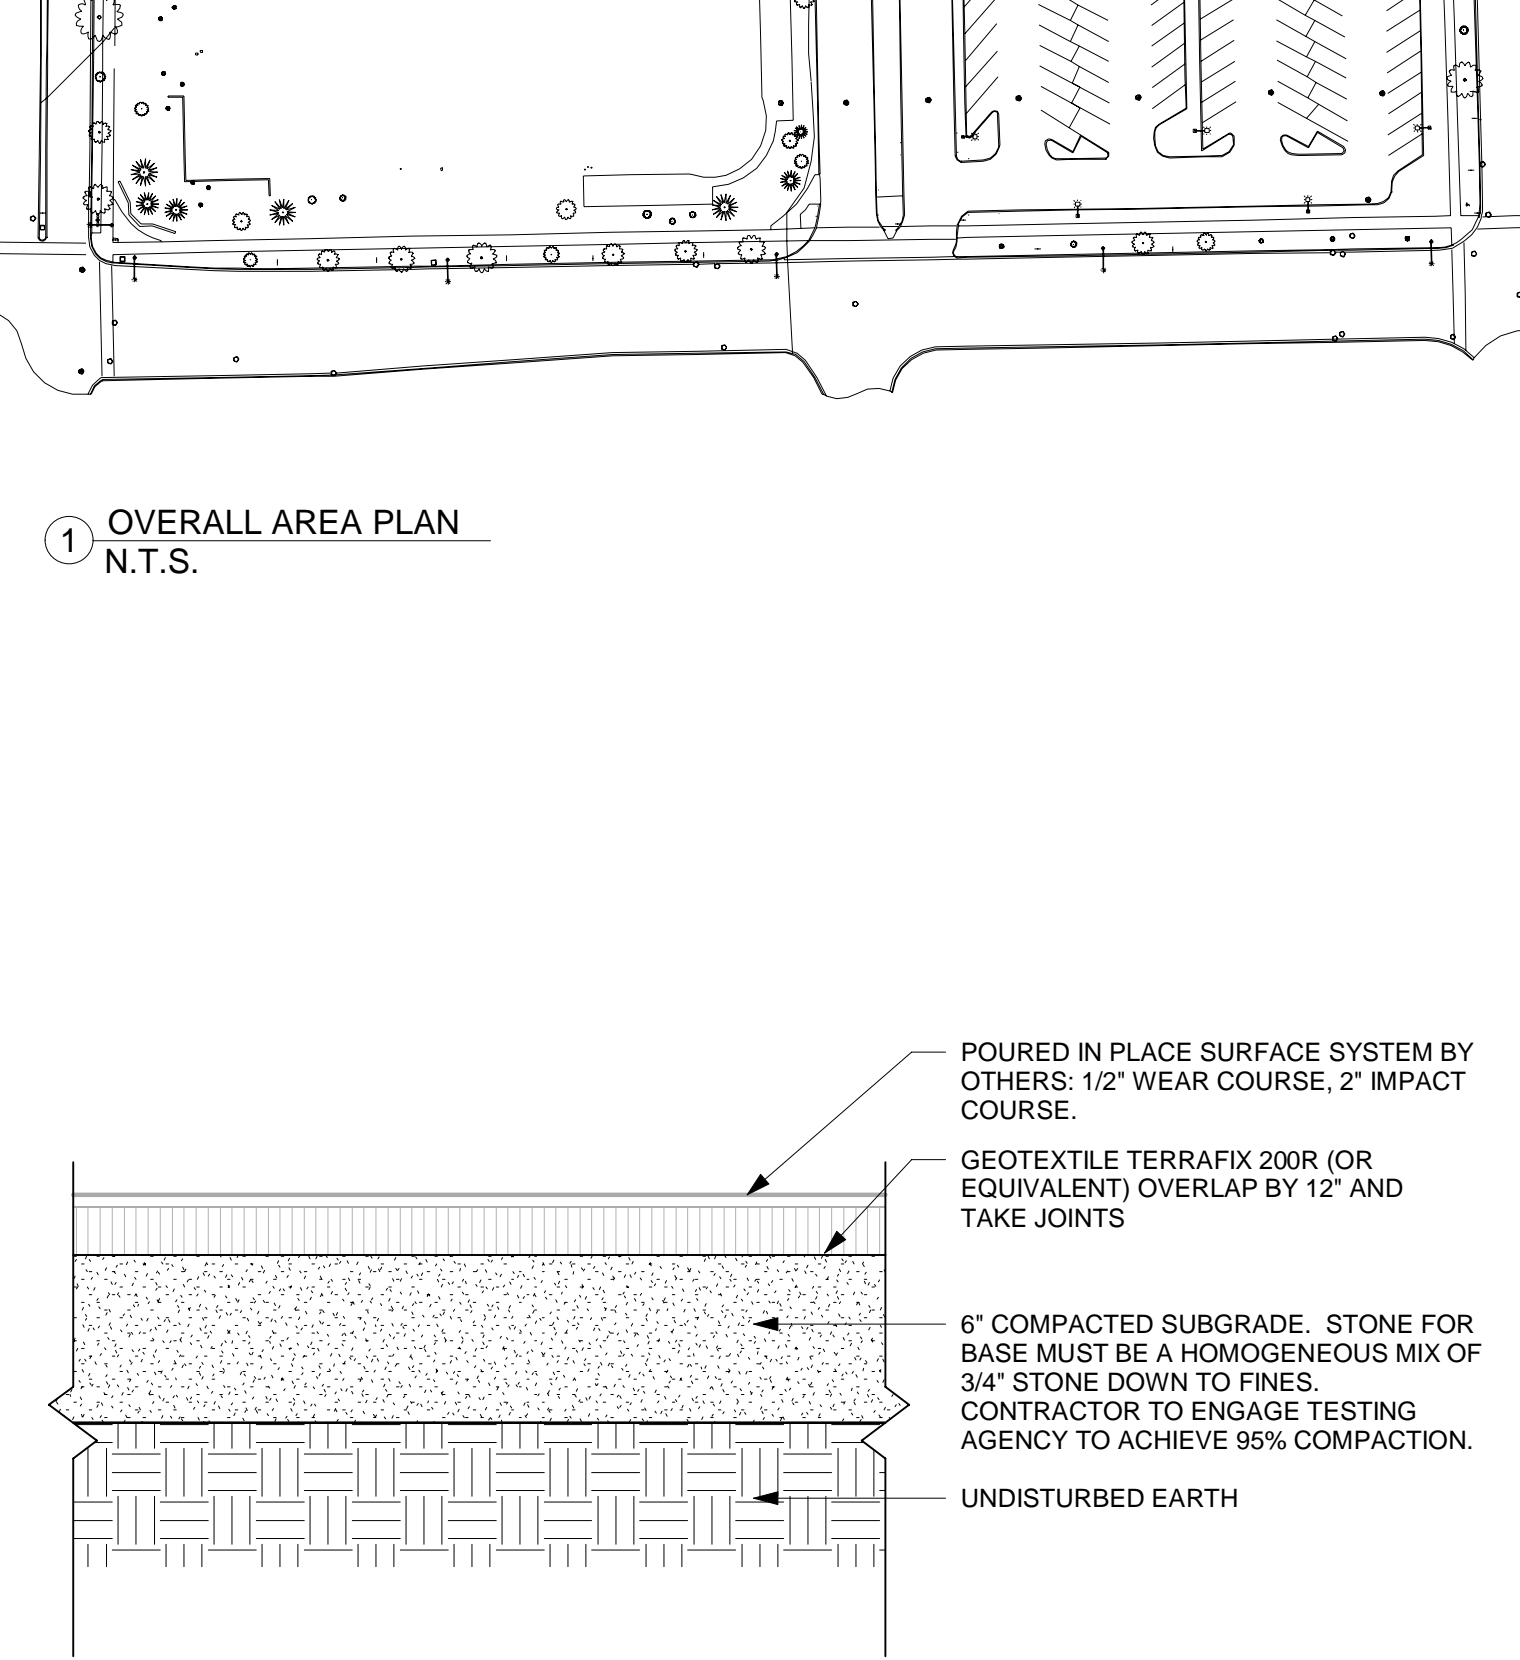 1
OVERALL AREA PLAN
N.T.S.
POURED IN PLACE SURFACE SYSTEM BY
OTHERS: 1/2" WEAR COURSE, 2" IMPACT
COURSE.
GEOTEXTILE TERRAFIX 200R (OR
EQUIVALENT) OVERLAP BY 12" AND
TAKE JOINTS
6" COMPACTED SUBGRADE.  STONE FOR
BASE MUST BE A HOMOGENEOUS MIX OF
3/4" STONE DOWN TO FINES.
CONTRACTOR TO ENGAGE TESTING
AGENCY TO ACHIEVE 95% COMPACTION.
UNDISTURBED EARTH